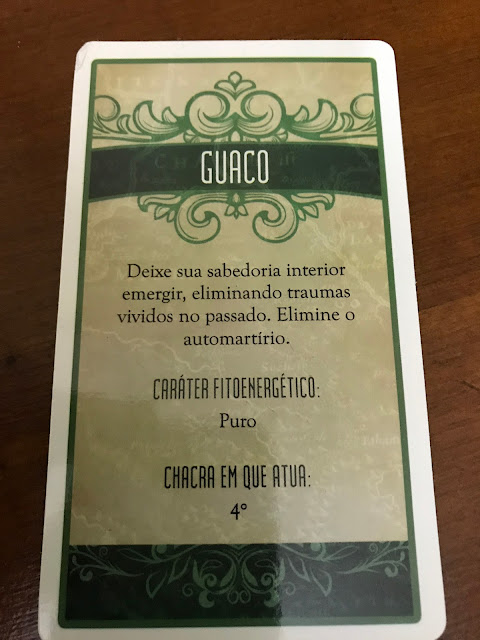 GUACO
Deixe sua sabedoria interior
emergir, eliminando traumas
vividos no passado. Elimine o
automartírio.
CARÁTER FITOENERGÉTICO:
Puro
CHACRA EM QUE ATUA:
4°